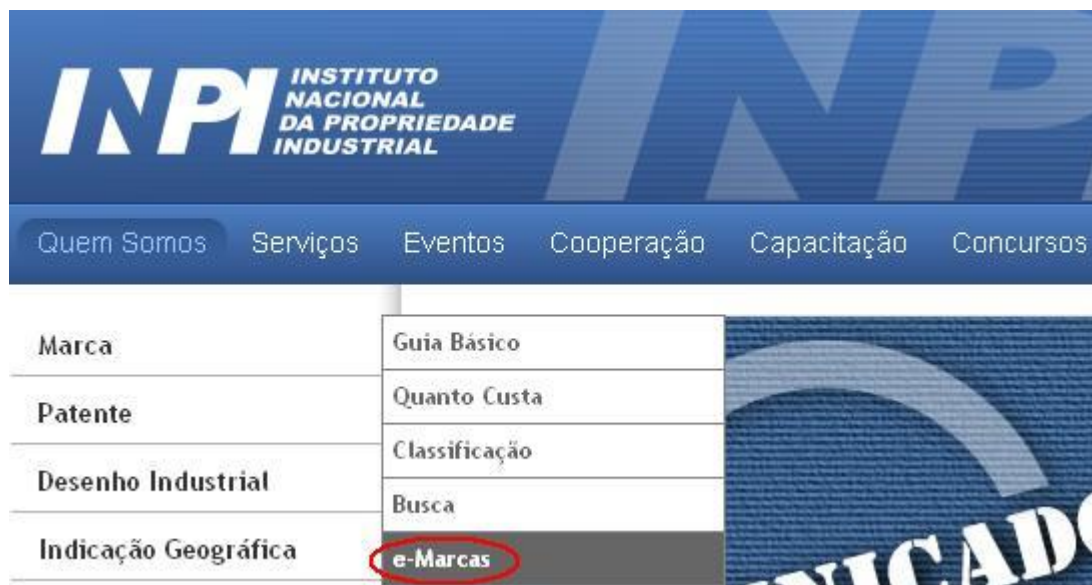 INPI
INSTITUTO
NACIONAL
DA PROPRIEDADE
INDUSTRIAL
Quem Somos Serviços Eventos Cooperação Capacitação Concursos
Marca
Patente
Desenho Industrial
Indicação Geográfica
Guia Básico
Quanto Custa
Classificação
Busca
e-Marcas